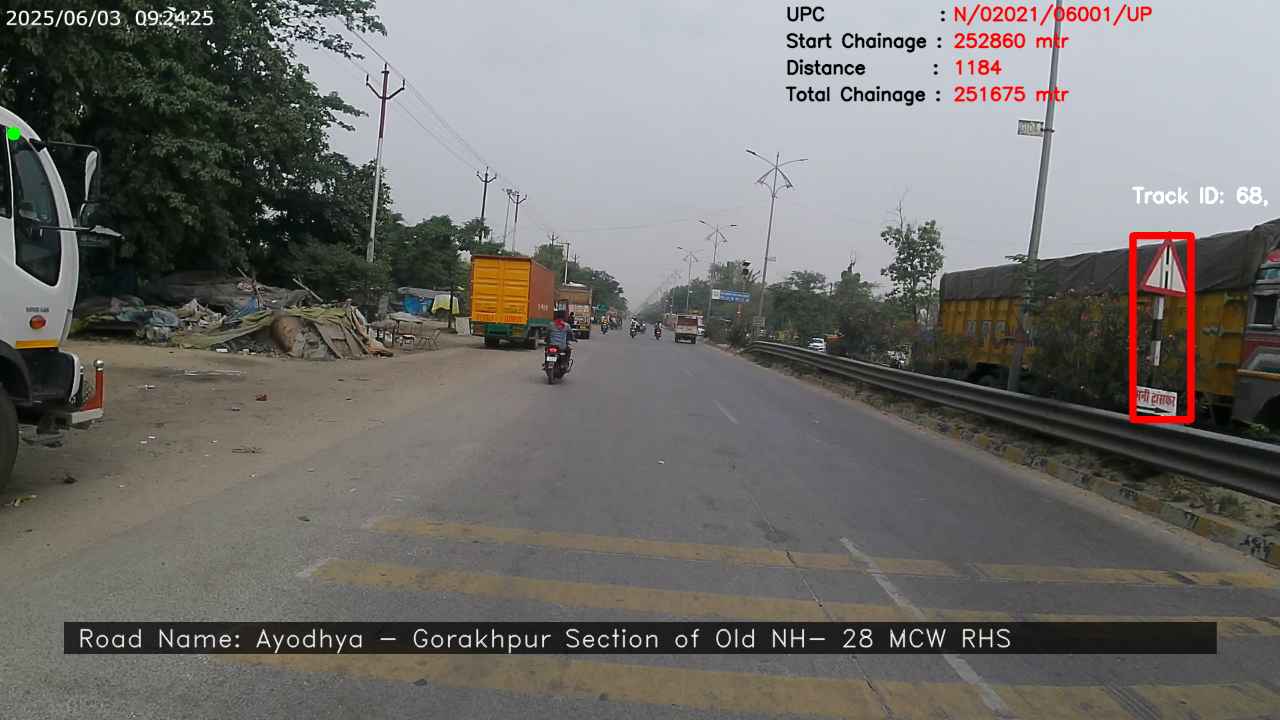 2025/06/03 09:24:25
UPC : N/02021/06001/UP
Start Chainage : 252860 mtr
Distance : 1184
Total Chainage : 251675 mtr
Track ID: 68,
Road Name: Ayodhya - Gorakhpur Section of Old NH- 28 MCW RHS